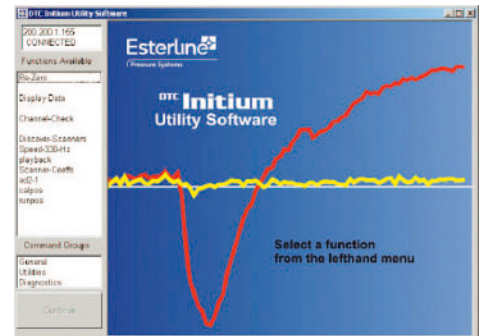 DTC Initium Utility Software
200.200.1.165
CONNECTED
Functions Available
Re-Zero
Display-Data
Channel-Check
Discover-Scanners
Speed-330-Hz
playback
Scanner-Coeffs
ad2-1
calpos
runpos
Command Groups
General
Utilities
Diagnostics
Continue
Esterline
Pressure Systems
DTC Initium
Utility Software
Select a function
from the lefthand menu